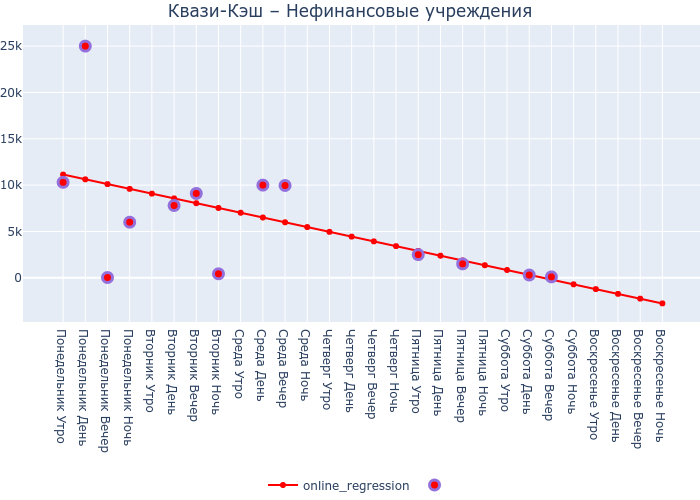 Квази-Кэш – Нефинансовые учреждения
25k
20k
15k
10k
5k
0
Понедельник Утро
Понедельник День
Понедельник Вечер
Понедельник Ночь
Вторник Утро
Вторник День
Вторник Вечер
Вторник Ночь
Среда Утро
Среда День
Среда Вечер
Среда Ночь
Четверг Утро
Четверг День
Четверг Вечер
Четверг Ночь
Пятница Утро
Пятница День
Пятница Вечер
Пятница Ночь
Суббота Утро
Суббота День
Суббота Вечер
Суббота Ночь
Воскресенье Утро
Воскресенье День
Воскресенье Вечер
Воскресенье Ночь
online_regression